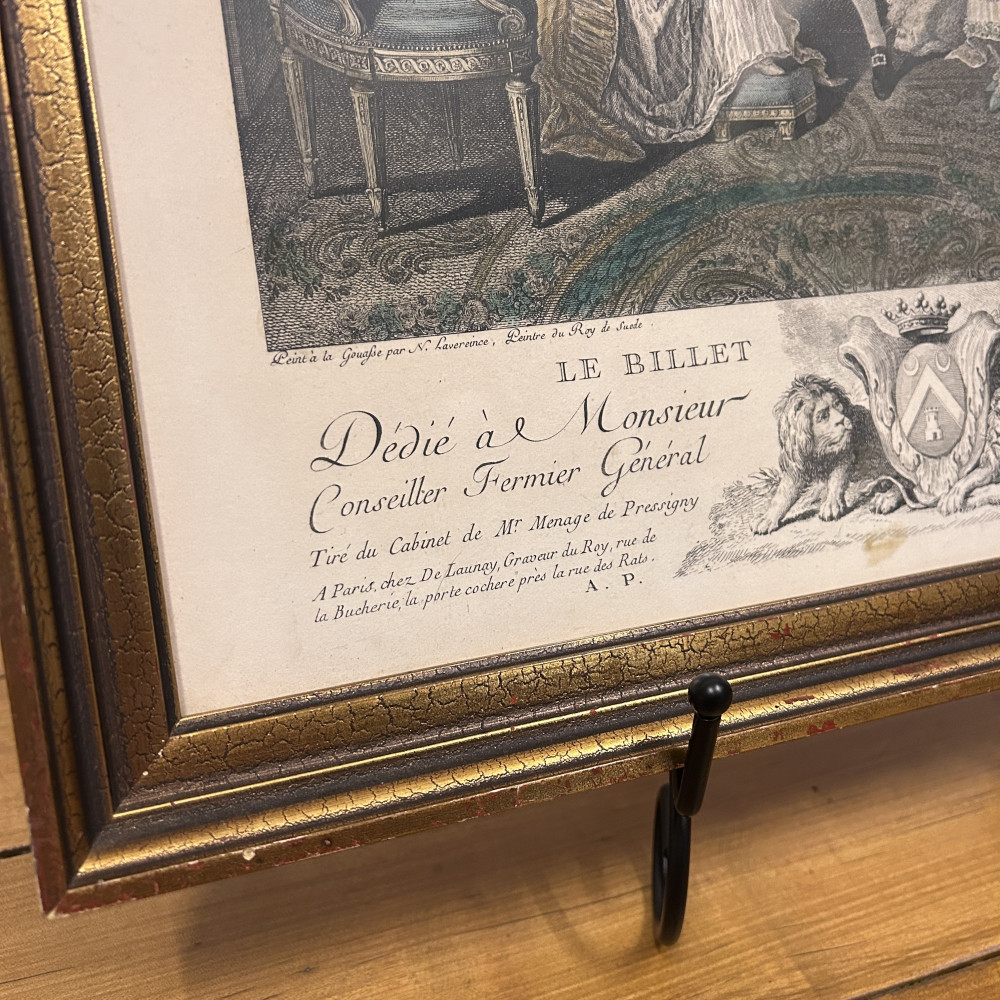 Peint à la Gouasse par N. Lavereince, Peintre du Roy de Suede.
LE BILLET
Dédié à Monsieur
Conseiller Fermier Général
Tiré du Cabinet de Mr Menage de Pressigny
A Paris, chez De Launay, Graveur du Roy, rue de
la Bucherie, la porte cochere près la rue des Rats.
A. P.